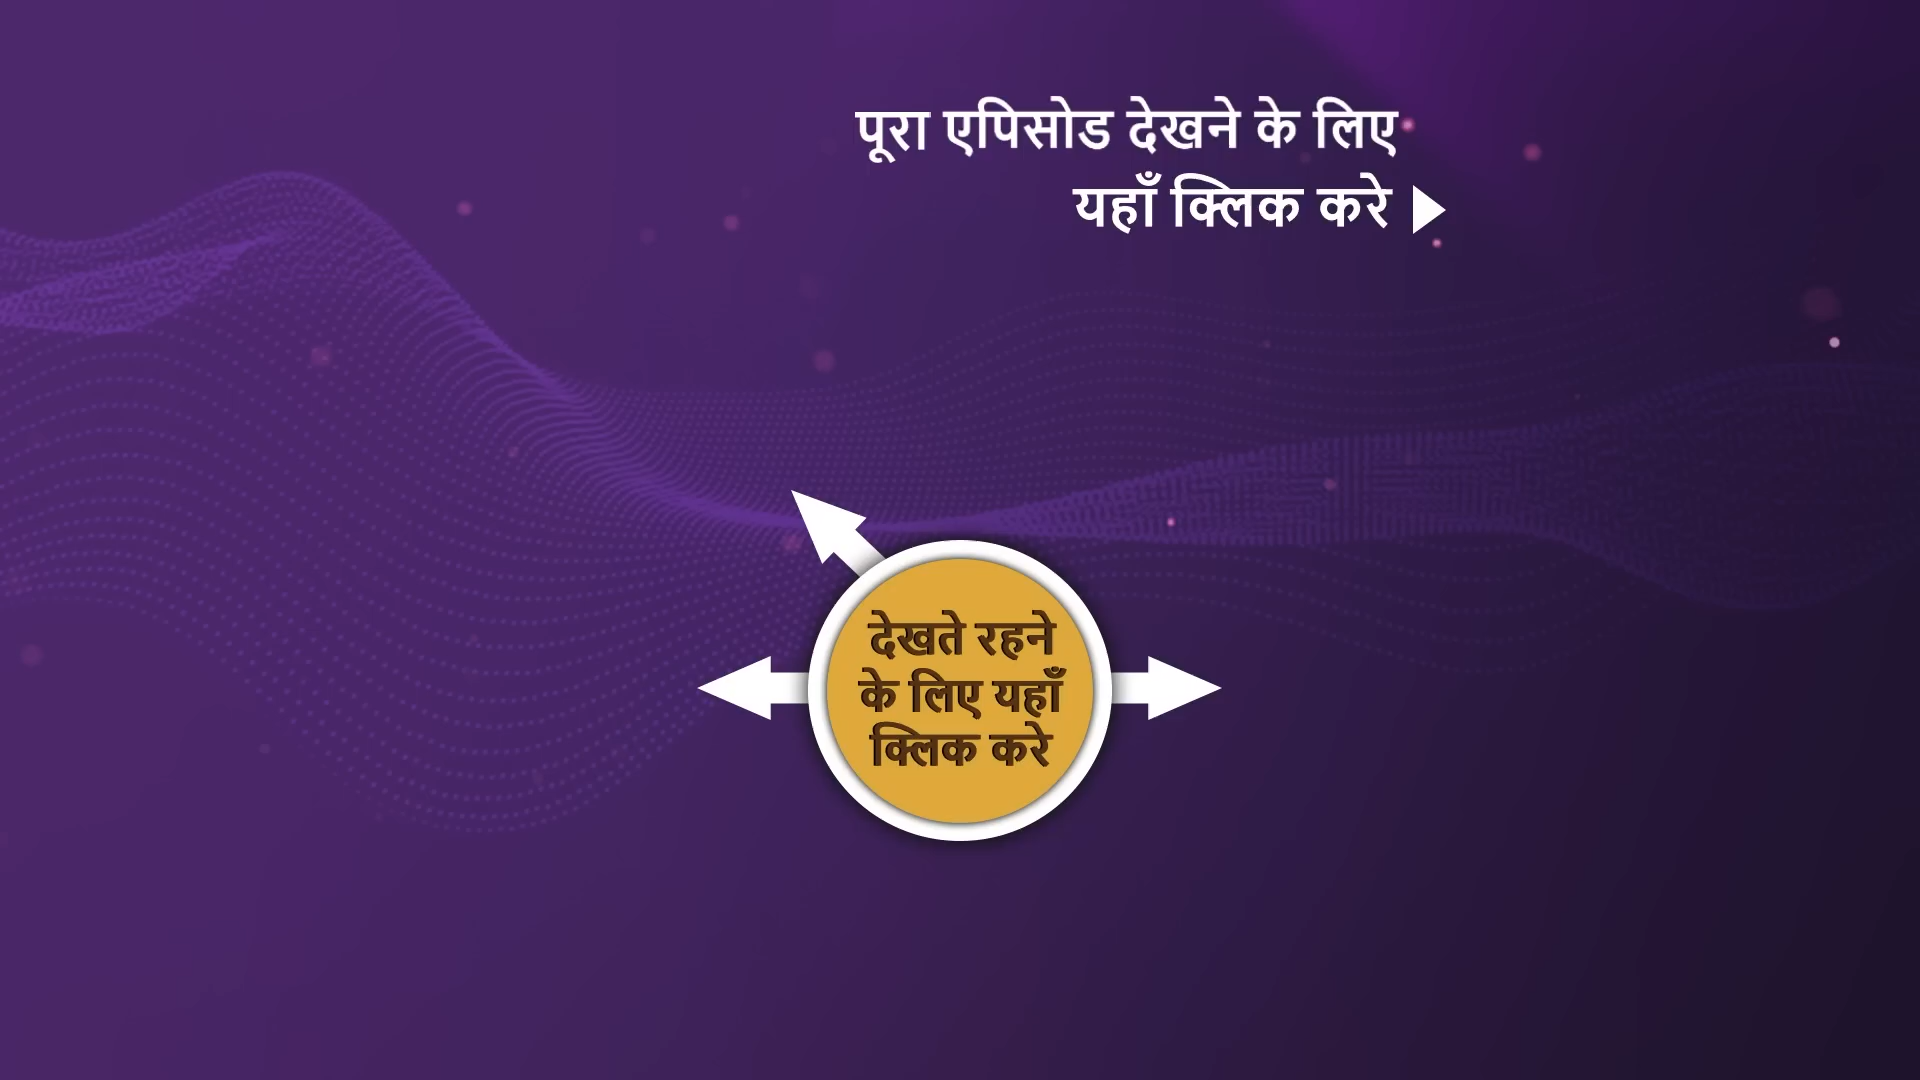 पूरा एपिसोड देखने के लिए
यहाँ क्लिक करे
देखते रहने
के लिए यहाँ
क्लिक करे